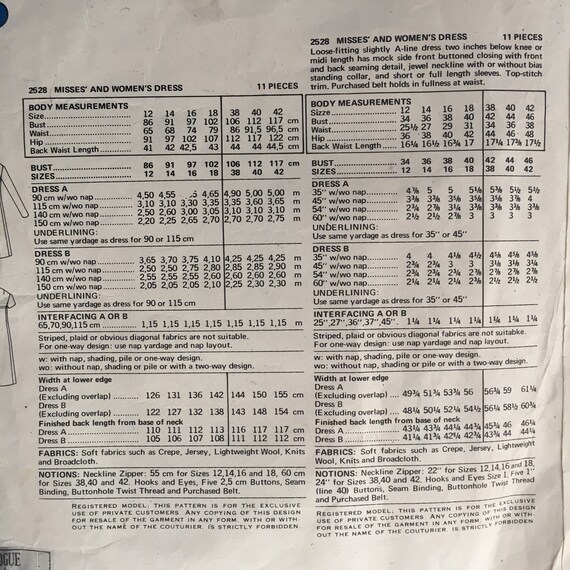 2528 MISSES' AND WOMEN'S DRESS 11 PIECES
BODY MEASUREMENTS
Size 12 14 16 18 38 40 42
Bust 86 91 97 102 106 112 117 cm
Waist 65 68 74 79 86 91,5 96,5 cm
Hip 91 97 102 107 112 117 122 cm
Back Waist Length 41 42 42,5 43 44 44 44,5 cm
BUST 86 91 97 102 106 112 117 cm
SIZES 12 14 16 18 38 40 42
DRESS A
90 cm w/wo nap 4,50 4,55 4,65 4,90 5,00 5,00 m
115 cm w/wo nap 3,10 3,10 3,30 3,35 3,35 3,60 3,65 m
140 cm w/wo nap 2,50 2,60 3,00 3,05 3,10 3,10 3,10 m
150 cm w/wo nap 2,20 2,25 2,65 2,70 2,70 2,70 2,75 m
UNDERLINING:
Use same yardage as dress for 90 or 115 cm
DRESS B
90 cm w/wo nap 3,65 3,70 3,75 4,10 4,25 4,25 4,25 m
115 cm w/wo nap 2,50 2,50 2,75 2,80 2,85 2,85 2,90 m
140 cm w/wo nap 2,55 2,55 2,55 2,60 2,60 2,60 2,60 m
150 cm w/wo nap 2,05 2,05 2,05 2,10 2,25 2,30 2,30 m
UNDERLINING:
Use same yardage as dress for 90 or 115 cm
INTERFACING A OR B
65,70,90,115 cm 1,15 1,15 1,15 1,15 1,15 1,15 1,15 m
Striped, plaid or obvious diagonal fabrics are not suitable.
For one-way design: use nap yardage and nap layout.
w: with nap, shading, pile or one-way design.
wo: without nap, shading or pile or with a two-way design.
Width at lower edge
Dress A
(Excluding overlap) 126 131 136 142 144 150 155 cm
Dress B
(Excluding overlap) 122 127 132 138 143 148 154 cm
Finished back length from base of neck
Dress A 110 111 112 113 116 117 117 cm
Dress B 105 106 107 108 111 112 112 cm
FABRICS: Soft fabrics such as Crepe, Jersey, Lightweight Wool, Knits
and Broadcloth.
NOTIONS: Neckline Zipper: 55 cm for Sizes 12,14,16 and 18, 60 cm
for Sizes 38,40 and 42. Hooks and Eyes, Five 2,5 cm Buttons, Seam
Binding, Buttonhole Twist Thread and Purchased Belt.
REGISTERED MODEL; THIS PATTERN IS FOR THE EXCLUSIVE
USE OF PRIVATE CUSTOMERS. ANY COPYING OF THIS DESIGN
FOR RESALE OF THE GARMENT IN ANY FORM, WITH OR WITH-
OUT THE NAME OF THE COUTURIER, IS STRICTLY FORBIDDEN
2528 MISSES' AND WOMEN'S DRESS 11 PIECES
Loose-fitting slightly A-line dress two inches below knee or
midi length has mock side front buttoned closing with front
and back seaming detail, jewel neckline with or without bias
standing collar, and short or full length sleeves. Top-stitch
trim. Purchased belt holds in fullness at waist.
BODY MEASUREMENTS
Sizze 12 14 16 18 38 40 42
Bust 34 36 38 40 42 44 46
Waist 25½ 27 29 31 34 36 38
Hip 36 38 40 42 44 46 48
Back Waist Length 16¼ 16½ 16¾ 17 17¼ 17⅜ 17½
BUST 34 36 38 40 42 44 46
SIZES 12 14 16 18 38 40 42
DRESS A
35" w/wo nap 4⅞ 5 5 5⅛ 5⅜ 5½ 5½
45" w/wo nap 3⅜ 3⅜ 3⅝ 3⅝ 3⅝ 3⅞ 4
54" w/wo nap 2¾ 2⅞ 3¼ 3⅜ 3⅜ 3⅜ 3⅜
60" w/wo nap 2½ 2½ 2⅞ 3 3 3 3
UNDERLINING:
Use same yardage as dress for 35" or 45"
DRESS B
35" w/wo nap 4 4 4⅛ 4½ 4⅝ 4⅝ 4⅝
45" w/wo nap 2¾ 2¾ 3 3 3⅛ 3⅛ 3¼
54" w/wo nap 2¾ 2¾ 2¾ 2⅞ 2⅞ 2⅞ 2⅞
60" w/wo nap 2¼ 2¼ 2¼ 2⅜ 2½ 2½ 2½
UNDERLINING:
Use same yardage as dress for 35" or 45"
INTERFACING A OR B
25",27",36",37",45" 1¼ 1¼ 1¼ 1¼ 1¼ 1¼ 1¼
Striped, plaid or obvious diagonal fabrics are not suitable.
For one-way design: use nap yardage and nap layout.
w: with nap, shading, pile or one-way design.
wo: without nap, shading or pile or with a two-way design.
Width at lower edge
Dress A
(Excluding overlap) 49¾ 51¾ 53¾ 56 56¾ 59 61¼
Dress B
(Excluding overlap) 48¼ 50¼ 52¼ 54½ 56¼ 58½ 60¾
Finished back length from base of neck
Dress A 43¼ 43¾ 44¼ 44¾ 45¾ 46 46¼
Dress B 41¼ 41¾ 42¼ 42¾ 43¾ 44 44¼
FABRICS: Soft fabrics such as Crepe, Jersey, Lightweight
Wool, Knits and Broadcloth.
NOTIONS: Neckline Zipper: 22" for Sizes 12,14,16 and 18,
24" for Sizes 38,40 and 42. Hooks and Eyes Size 1, Five 1"
(line 40) Buttons, Seam Binding, Buttonhole Twist Thread and
Purchased Belt.
REGISTERED MODEL; THIS PATTERN IS FOR THE EXCLUSIVE
USE OF PRIVATE CUSTOMERS. ANY COPYING OF THIS DESIGN
FOR RESALE OF THE GARMENT IN ANY FORM, WITH OR WITH-
OUT THE NAME OF THE COUTURIER, IS STRICTLY FORBIDDEN
OGUE